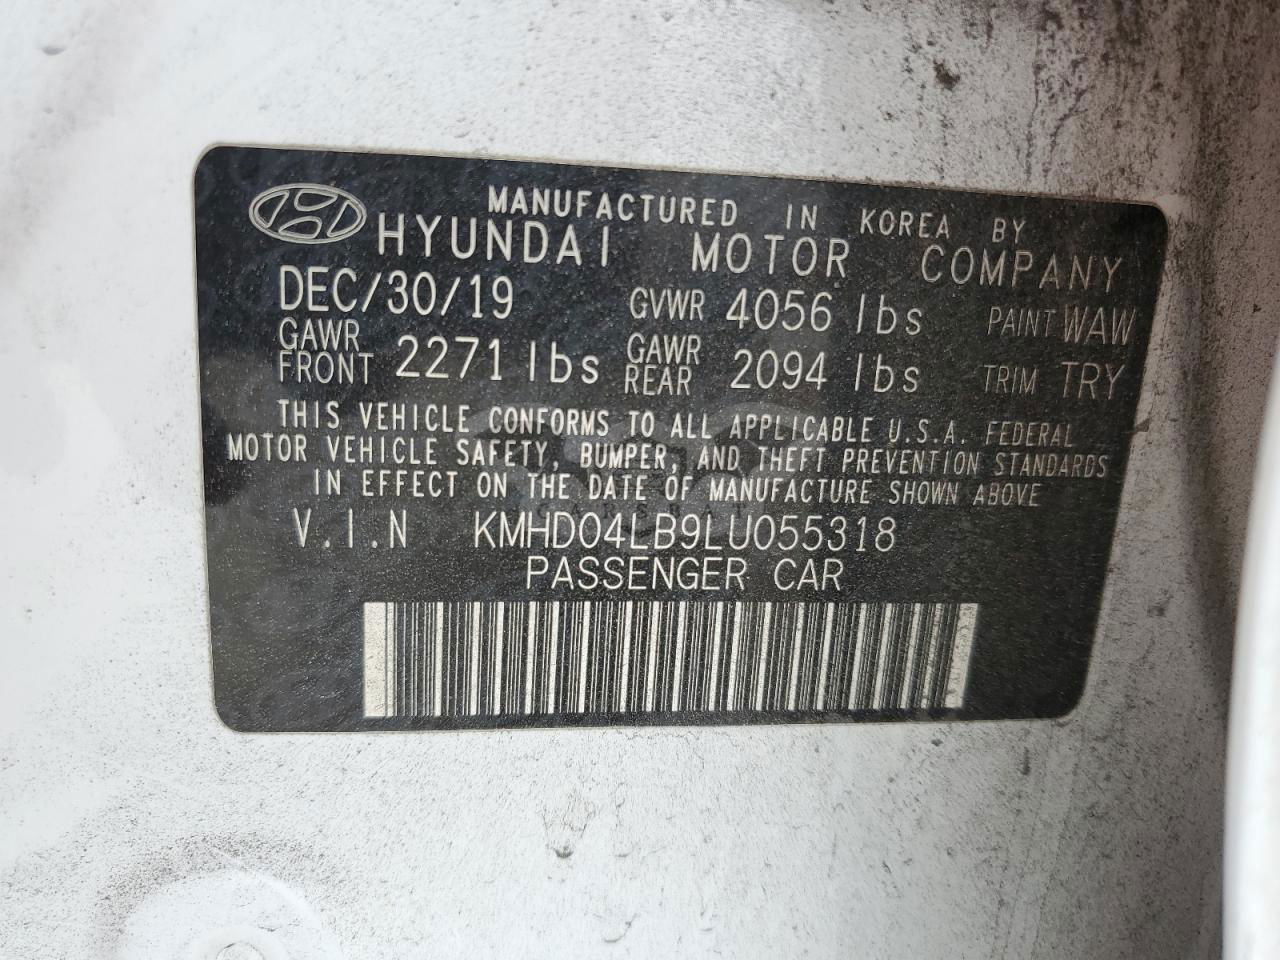 MANUFACTURED IN KOREA BY
HYUNDAI MOTOR COMPANY
DEC/30/19 GVWR 4056 lbs PAINT WAW
GAWR FRONT 2271 lbs GAWR REAR 2094 lbs TRIM TRY
THIS VEHICLE CONFORMS TO ALL APPLICABLE U.S.A. FEDERAL
MOTOR VEHICLE SAFETY, BUMPER, AND THEFT PREVENTION STANDARDS
IN EFFECT ON THE DATE OF MANUFACTURE SHOWN ABOVE
V.I.N KMHD04LB9LU055318
PASSENGER CAR